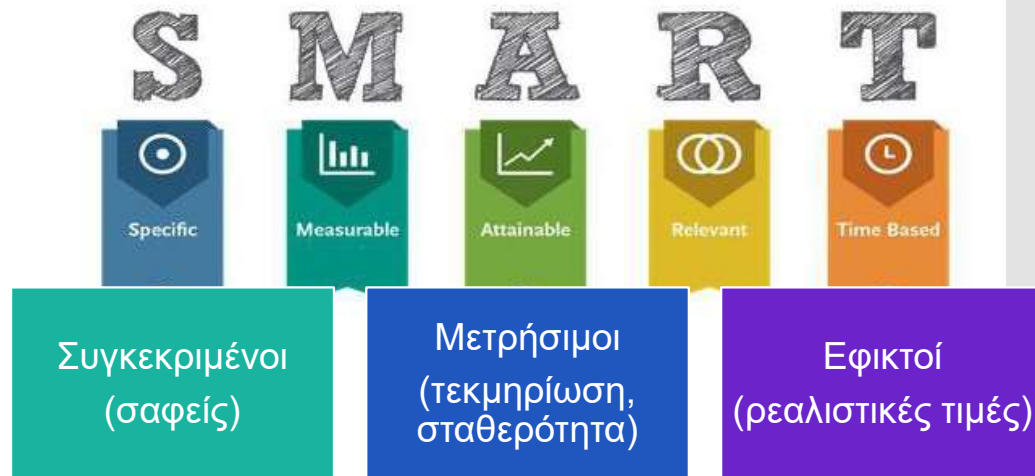 S M A R T
Specific Measurable Attainable Relevant Time Based
Συγκεκριμένοι
(σαφείς)
Μετρήσιμοι
(τεκμηρίωση,
σταθερότητα)
Εφικτοί
(ρεαλιστικές τιμές)